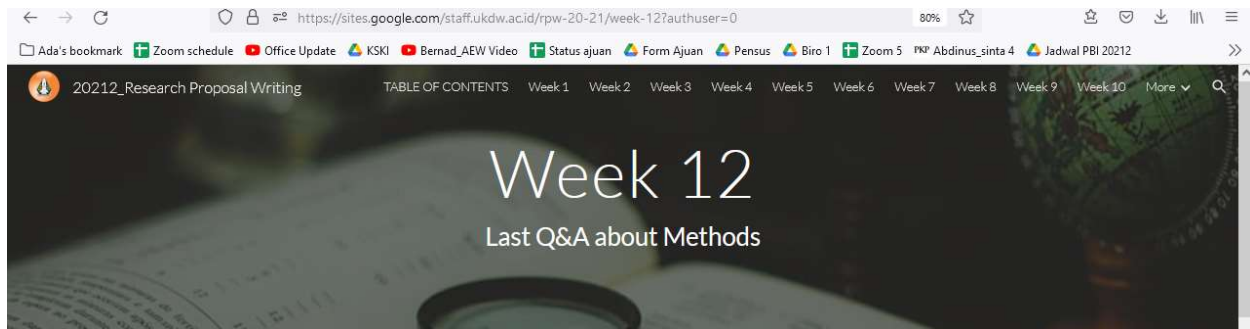 https://sites.google.com/staff.ukdw.ac.id/rpw-20-21/week-12?authuser=0 80%
Ada's bookmark Zoom schedule Office Update KSKI Bernad_AEW Video Status ajuan Form Ajuan Pensus Biro 1 Zoom 5 PKP Abdinus_sinta 4 Jadwal PBI 20212
20212_Research Proposal Writing TABLE OF CONTENTS Week 1 Week 2 Week 3 Week 4 Week 5 Week 6 Week 7 Week 8 Week 9 Week 10 More
Week 12
Last Q&A about Methods